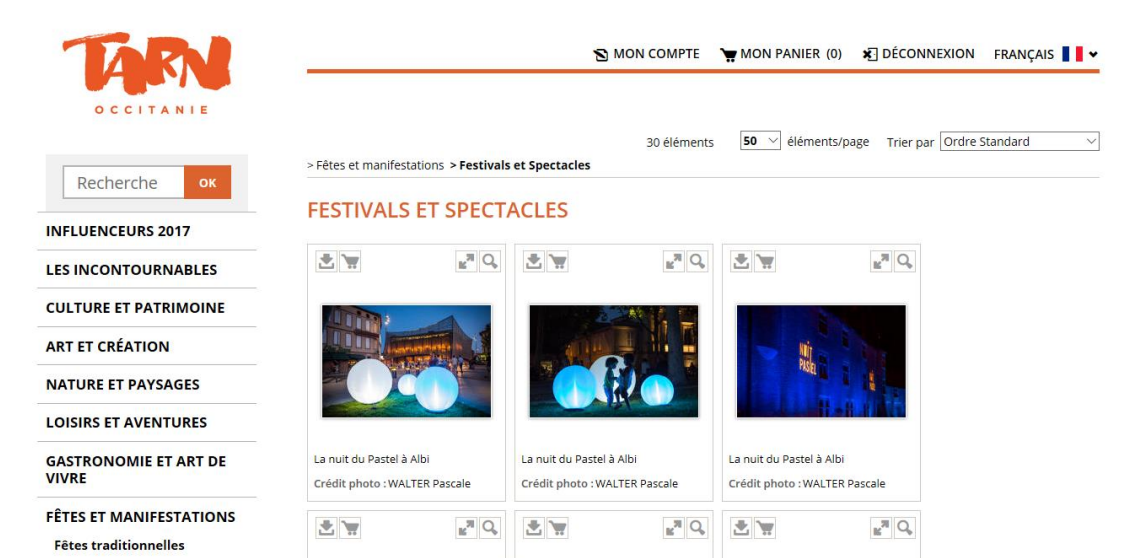 TARN
OCCITANIE
MON COMPTE MON PANIER (0) DÉCONNEXION FRANÇAIS
30 éléments 50 éléments/page Trier par Ordre Standard
> Fêtes et manifestations > Festivals et Spectacles
Recherche OK
INFLUENCEURS 2017
LES INCONTOURNABLES
CULTURE ET PATRIMOINE
ART ET CRÉATION
NATURE ET PAYSAGES
LOISIRS ET AVENTURES
GASTRONOMIE ET ART DE
VIVRE
FÊTES ET MANIFESTATIONS
Fêtes traditionnelles
FESTIVALS ET SPECTACLES
NUIT
PASTEL
La nuit du Pastel à Albi
Crédit photo : WALTER Pascale
La nuit du Pastel à Albi
Crédit photo : WALTER Pascale
La nuit du Pastel à Albi
Crédit photo : WALTER Pascale